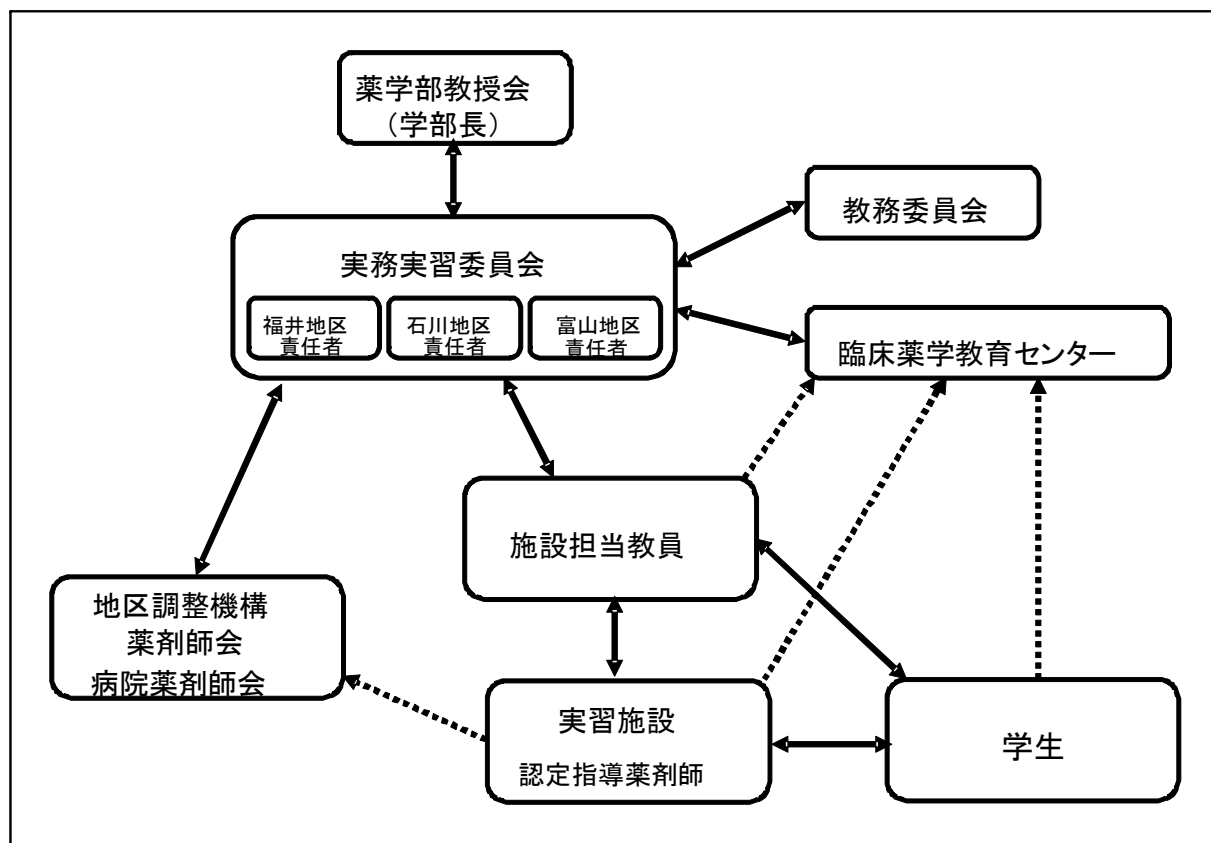 薬学部教授会
（学部長）
教務委員会
実務実習委員会
福井地区
責任者
石川地区
責任者
富山地区
責任者
臨床薬学教育センター
施設担当教員
地区調整機構
薬剤師会
病院薬剤師会
実習施設
認定指導薬剤師
学生